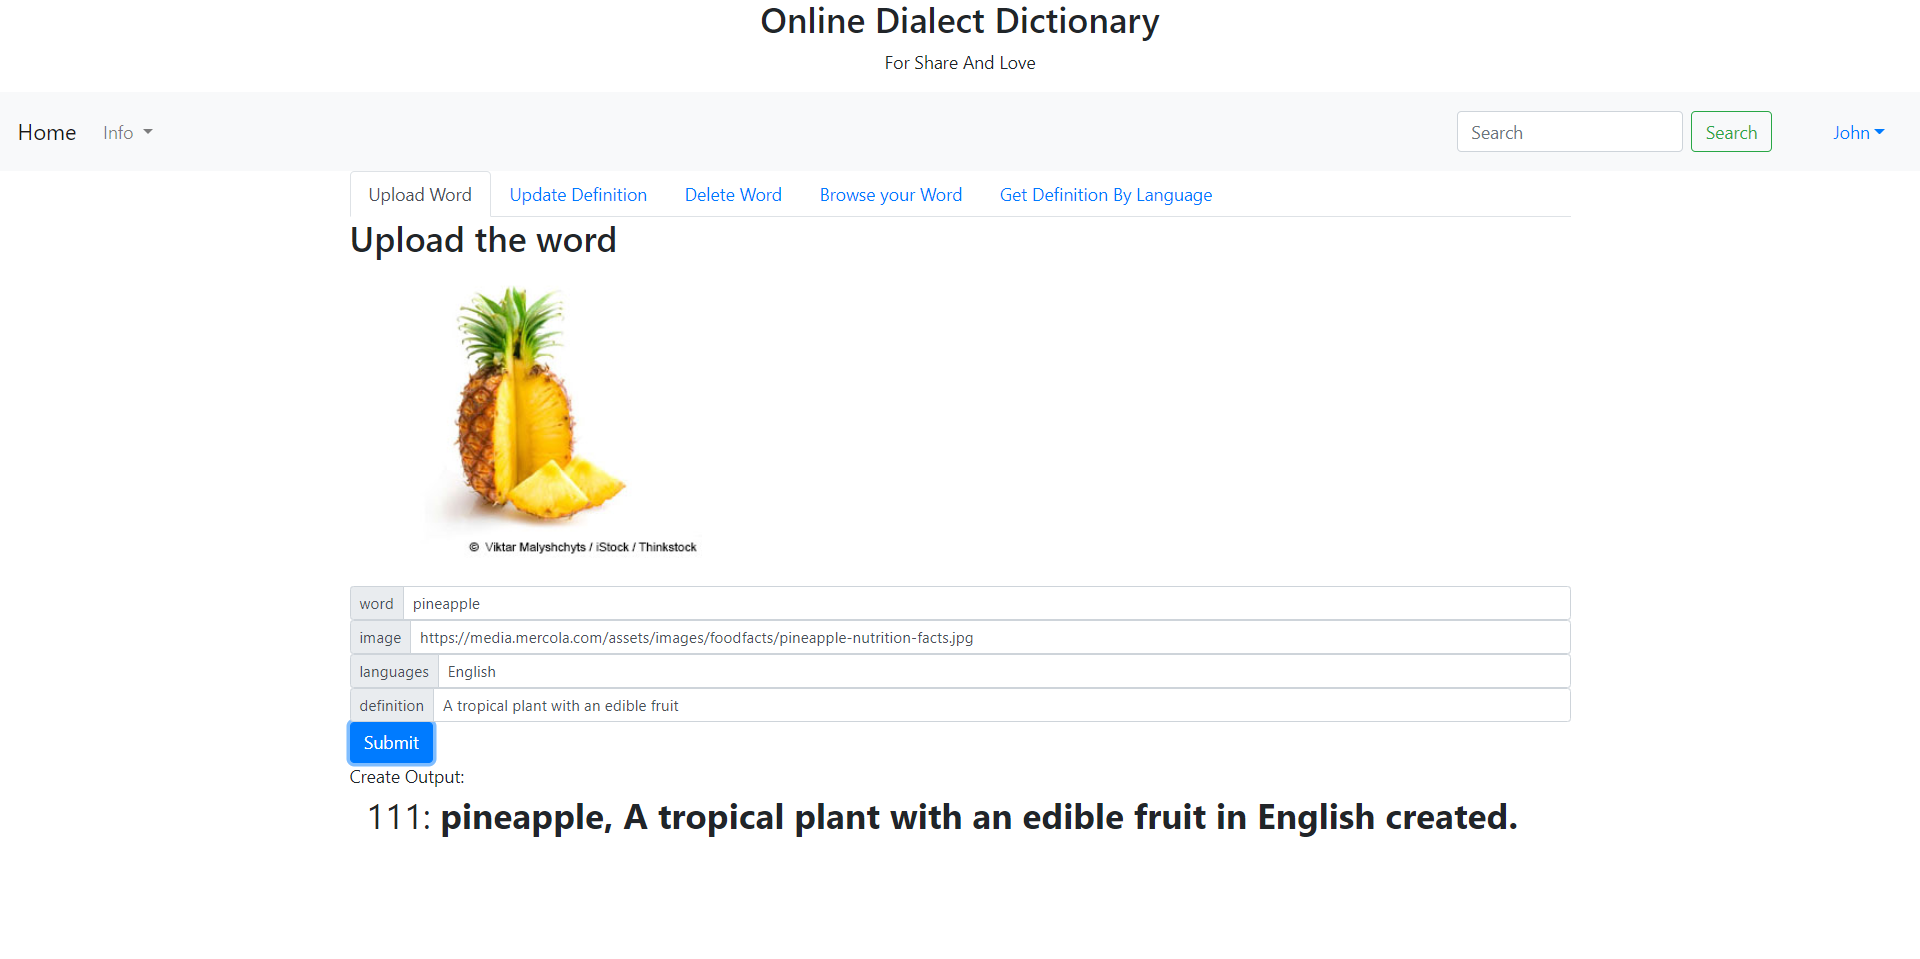 Online Dialect Dictionary
For Share And Love
Home Info Search Search John
Upload Word Update Definition Delete Word Browse your Word Get Definition By Language
Upload the word
© Viktar Malyshchyts / iStock / Thinkstock
word pineapple
image https://media.mercola.com/assets/images/foodfacts/pineapple-nutrition-facts.jpg
languages English
definition A tropical plant with an edible fruit
Submit
Create Output:
111: pineapple, A tropical plant with an edible fruit in English created.